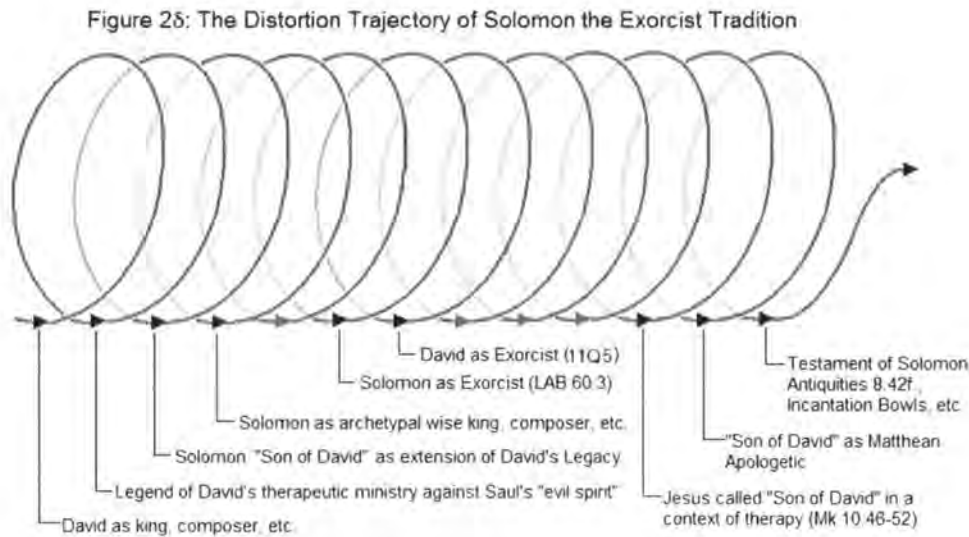 Figure 2δ: The Distortion Trajectory of Solomon the Exorcist Tradition
David as Exorcist (11Q5)
Solomon as Exorcist (LAB 60.3)
Solomon as archetypal wise king, composer, etc.
Solomon "Son of David" as extension of David's Legacy
Legend of David's therapeutic ministry against Saul's "evil spirit"
David as king, composer, etc.
Testament of Solomon,
Antiquities 8.42f.,
Incantation Bowls, etc
"Son of David" as Matthean
Apologetic
Jesus called "Son of David" in a
context of therapy (Mk 10:46-52)